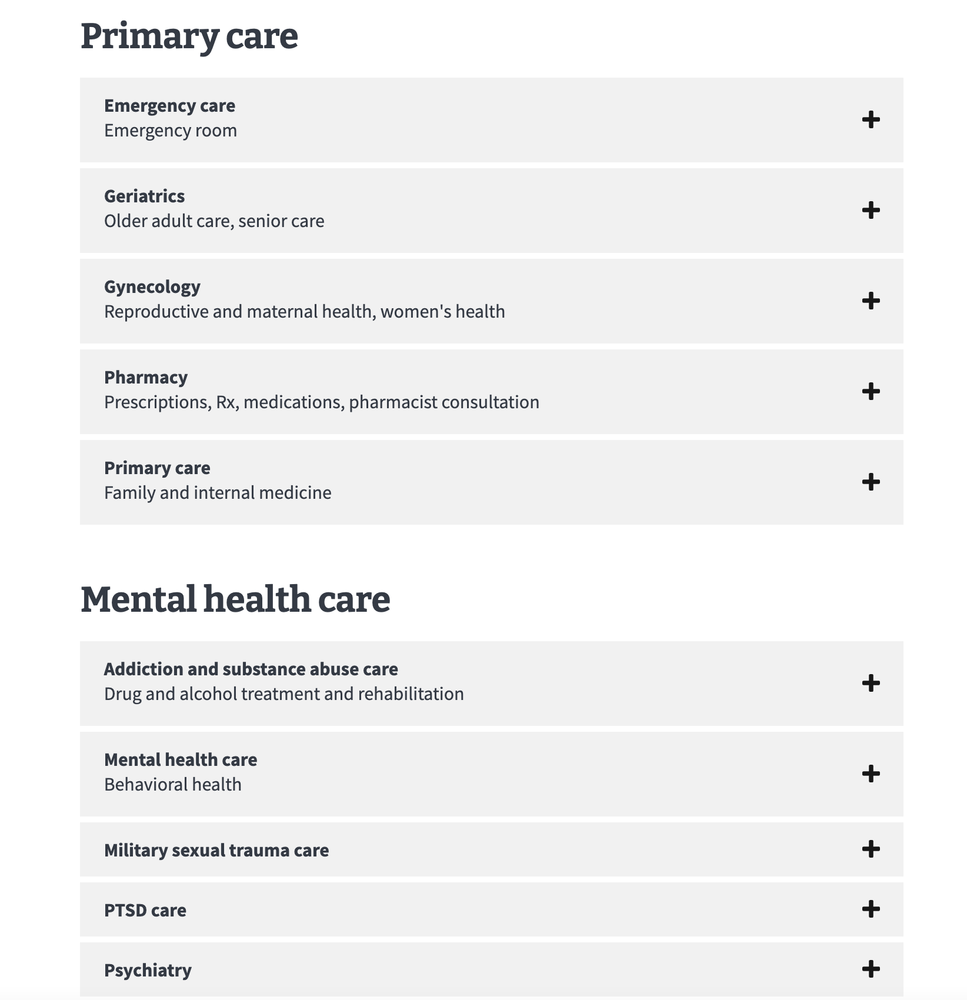 Primary care
Emergency care
Emergency room
Geriatrics
Older adult care, senior care
Gynecology
Reproductive and maternal health, women's health
Pharmacy
Prescriptions, Rx, medications, pharmacist consultation
Primary care
Family and internal medicine
Mental health care
Addiction and substance abuse care
Drug and alcohol treatment and rehabilitation
Mental health care
Behavioral health
Military sexual trauma care
PTSD care
Psychiatry